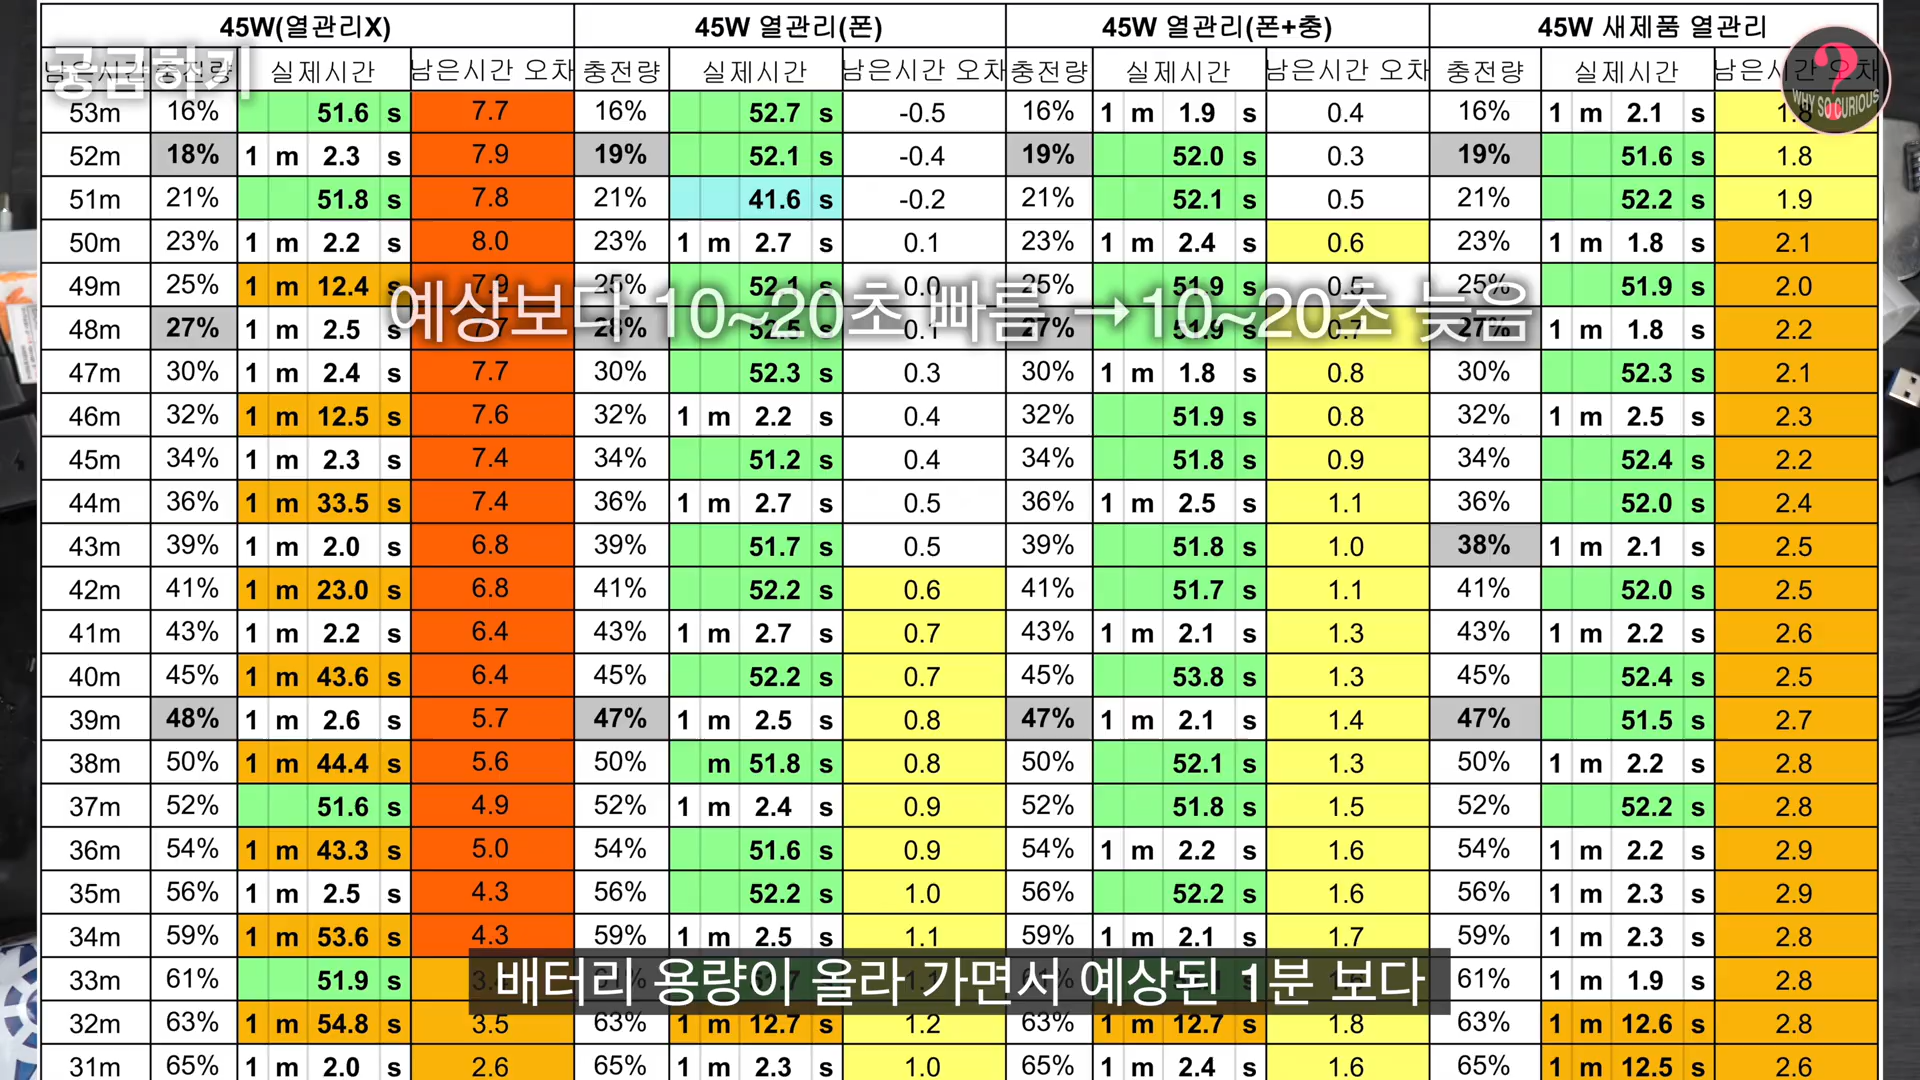 45W(열관리X) 45W 열관리(폰) 45W 열관리(폰+충) 45W 새제품 열관리
궁금하기
남은시간 충전량 실제시간 남은시간 오차 충전량 실제시간 남은시간 오차 충전량 실제시간 남은시간 오차 충전량 실제시간 남은시간 오차
WHY SO CURIOUS
53m 16% 51.6 s 7.7 16% 52.7 s -0.5 16% 1 m 1.9 s 0.4 16% 1 m 2.1 s 1.8
52m 18% 1 m 2.3 s 7.9 19% 52.1 s -0.4 19% 52.0 s 0.3 19% 51.6 s 1.8
51m 21% 51.8 s 7.8 21% 41.6 s -0.2 21% 52.1 s 0.5 21% 52.2 s 1.9
50m 23% 1 m 2.2 s 8.0 23% 1 m 2.7 s 0.1 23% 1 m 2.4 s 0.6 23% 1 m 1.8 s 2.1
49m 25% 1 m 12.4 s 7.9 25% 52.1 0.0 25% 51.9 0.5 25% 51.9 s 2.0
예상보다 10~20초 빠름 →10~20초 늦음
48m 27% 1 m 2.5 s 28% 52.5 s 0.1 27% 51.9 0.7 27% 1 m 1.8 s 2.2
47m 30% 1 m 2.4 s 7.7 30% 52.3 s 0.3 30% 1 m 1.8 s 0.8 30% 52.3 s 2.1
46m 32% 1 m 12.5 s 7.6 32% 1 m 2.2 s 0.4 32% 51.9 s 0.8 32% 1 m 2.5 s 2.3
45m 34% 1 m 2.3 s 7.4 34% 51.2 s 0.4 34% 51.8 s 0.9 34% 52.4 s 2.2
44m 36% 1 m 33.5 s 7.4 36% 1 m 2.7 s 0.5 36% 1 m 2.5 s 1.1 36% 52.0 s 2.4
43m 39% 1 m 2.0 s 6.8 39% 51.7 s 0.5 39% 51.8 s 1.0 38% 1 m 2.1 s 2.5
42m 41% 1 m 23.0 s 6.8 41% 52.2 s 0.6 41% 51.7 s 1.1 41% 52.0 s 2.5
41m 43% 1 m 2.2 s 6.4 43% 1 m 2.7 s 0.7 43% 1 m 2.1 s 1.3 43% 1 m 2.2 s 2.6
40m 45% 1 m 43.6 s 6.4 45% 52.2 s 0.7 45% 53.8 s 1.3 45% 52.4 s 2.5
39m 48% 1 m 2.6 s 5.7 47% 1 m 2.5 s 0.8 47% 1 m 2.1 s 1.4 47% 51.5 s 2.7
38m 50% 1 m 44.4 s 5.6 50% m 51.8 s 0.8 50% 52.1 s 1.3 50% 1 m 2.2 s 2.8
37m 52% 51.6 s 4.9 52% 1 m 2.4 s 0.9 52% 51.8 s 1.5 52% 52.2 s 2.8
36m 54% 1 m 43.3 s 5.0 54% 51.6 s 0.9 54% 1 m 2.2 s 1.6 54% 1 m 2.2 s 2.9
35m 56% 1 m 2.5 s 4.3 56% 52.2 s 1.0 56% 52.2 s 1.6 56% 1 m 2.3 s 2.9
34m 59% 1 m 53.6 s 4.3 59% 1 m 2.5 s 1.1 59% 1 m 2.1 s 1.7 59% 1 m 2.3 s 2.8
33m 61% 51.9 s 61% 1 m 1.9 s 2.8
배터리 용량이 올라 가면서 예상된 1분 보다
32m 63% 1 m 54.8 s 3.5 63% 1 m 12.7 s 1.2 63% 1 m 12.7 s 1.8 63% 1 m 12.6 s 2.8
31m 65% 1 m 2.0 s 2.6 65% 1 m 2.3 s 1.0 65% 1 m 2.4 s 1.6 65% 1 m 12.5 s 2.6